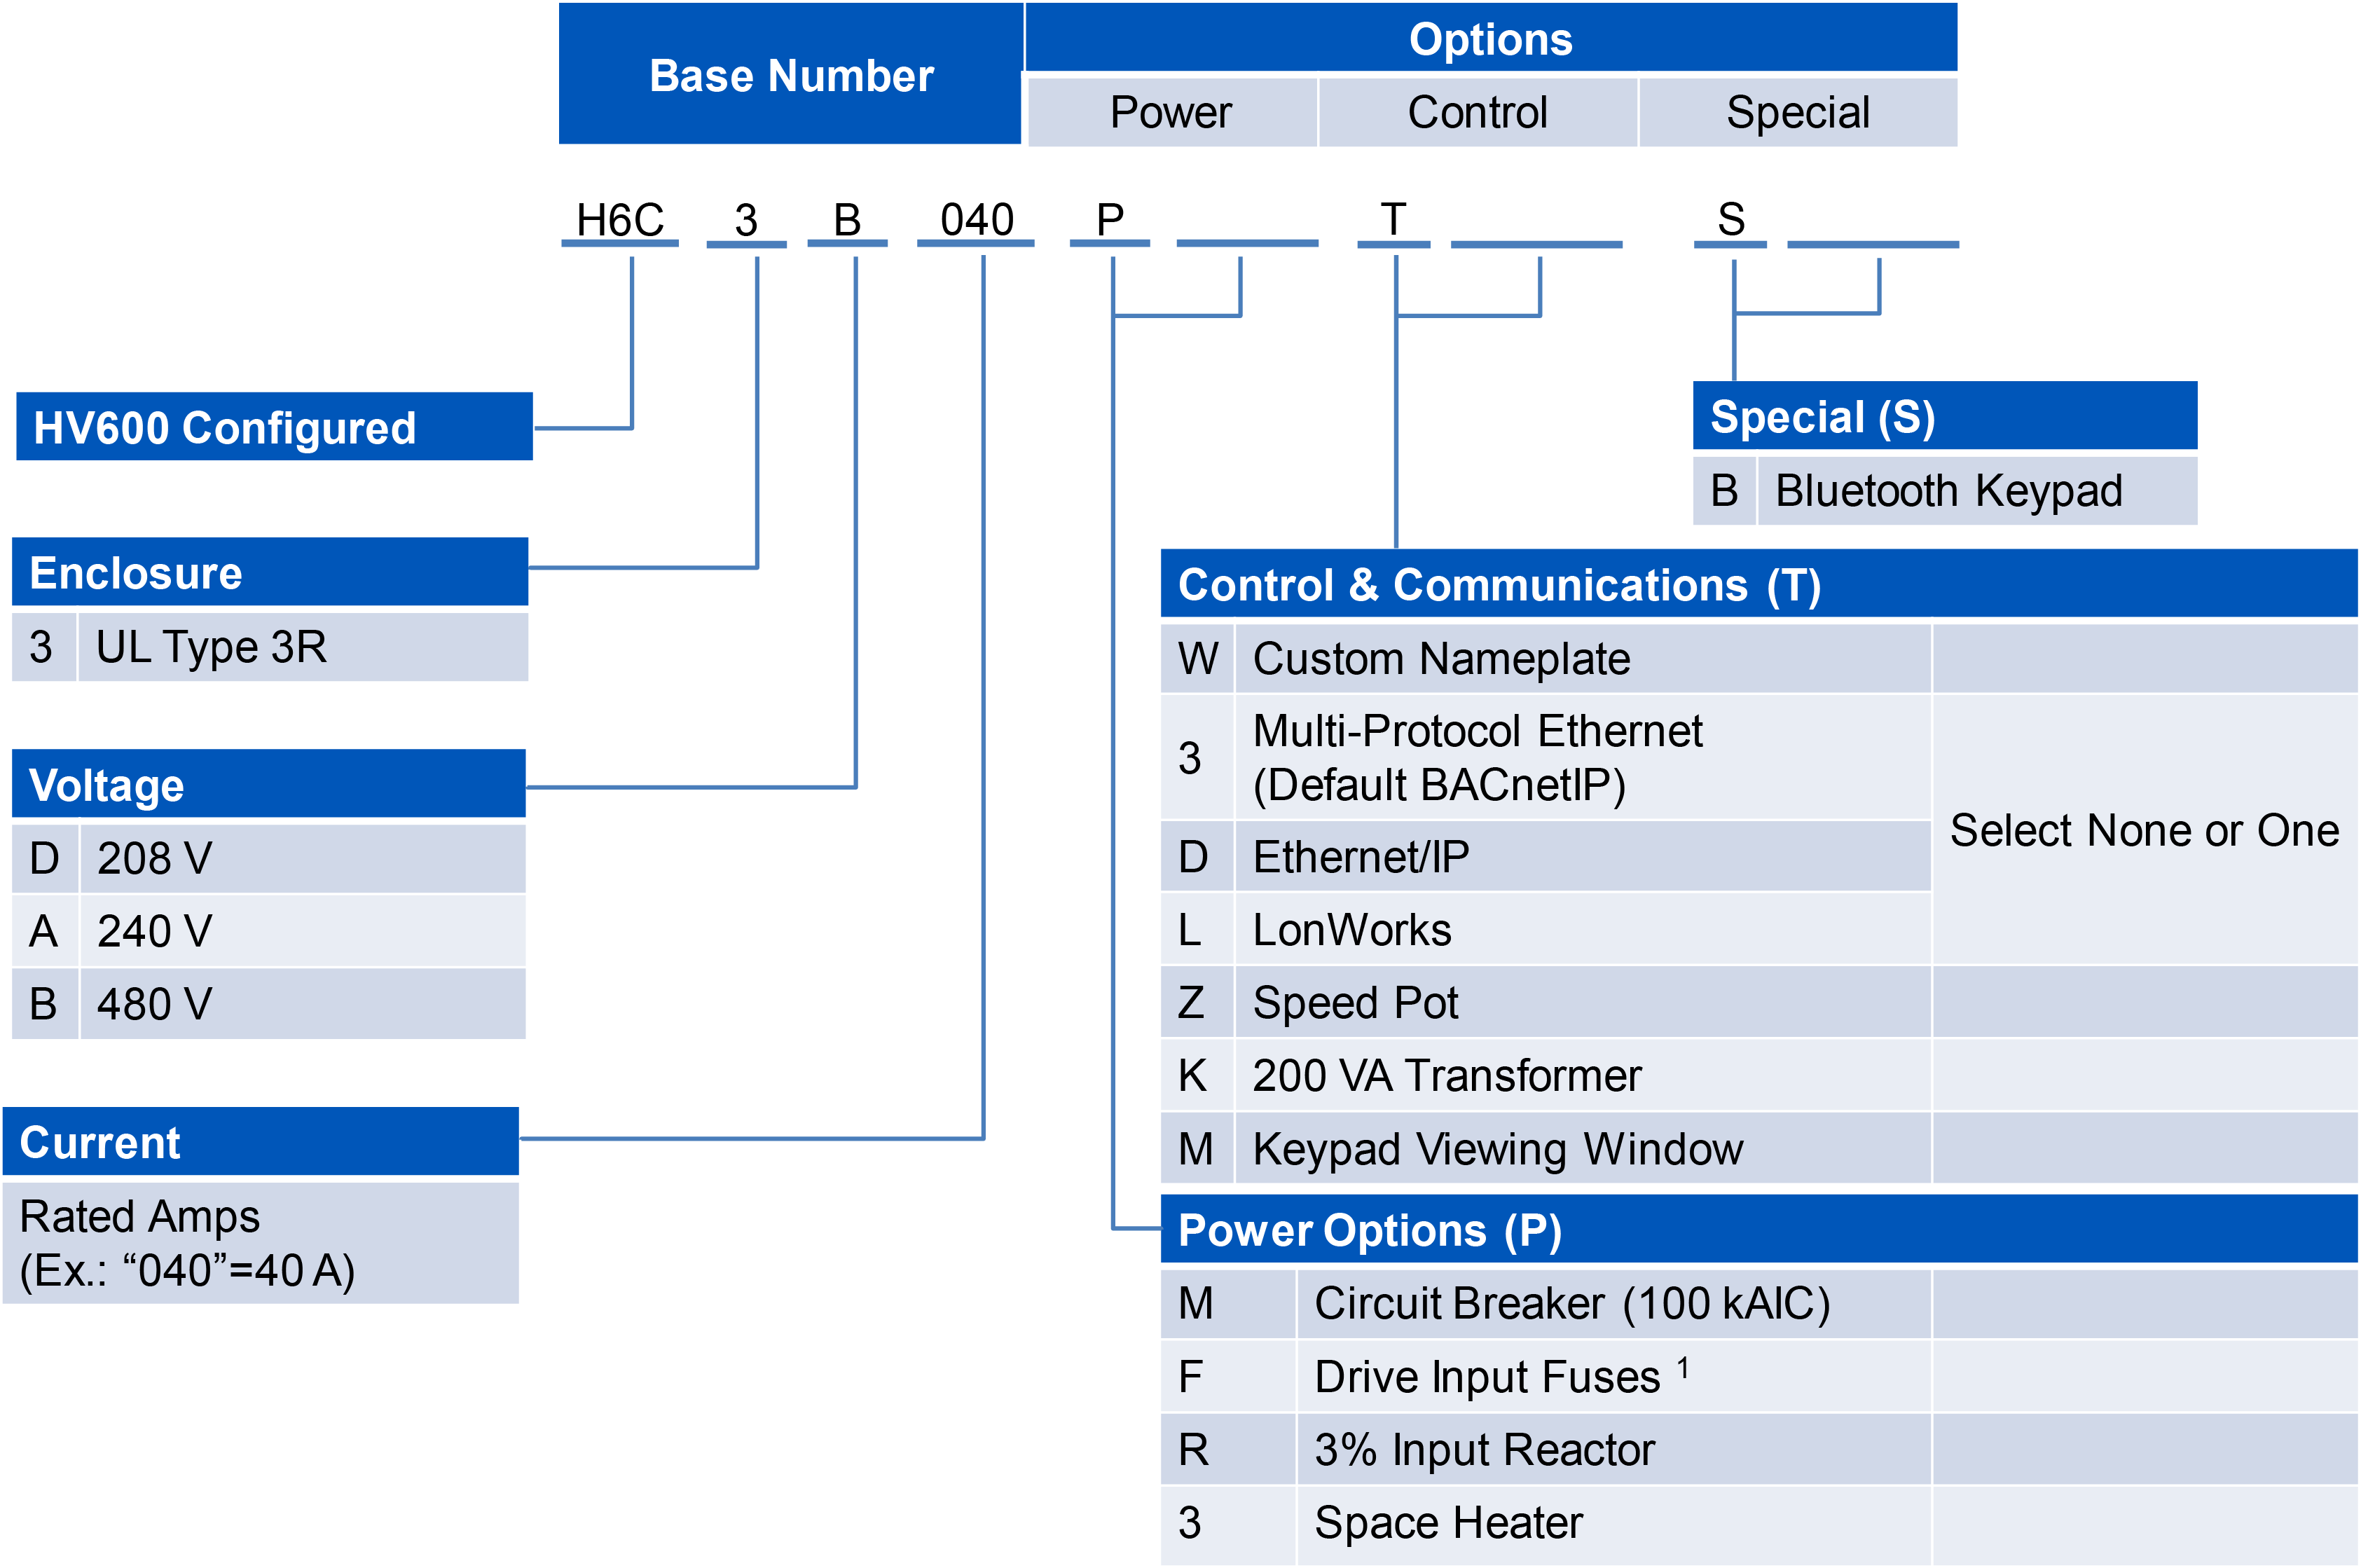 Base Number
Options
Power Control Special
H6C 3 B 040 P T S
HV600 Configured
Special (S)
B Bluetooth Keypad
Enclosure
3 UL Type 3R
Voltage
D 208 V
A 240 V
B 480 V
Current
Rated Amps
(Ex.: “040”=40 A)
Control & Communications (T)
W Custom Nameplate
3 Multi-Protocol Ethernet
(Default BACnetIP)
Select None or One
D Ethernet/IP
L LonWorks
Z Speed Pot
K 200 VA Transformer
M Keypad Viewing Window
Power Options (P)
M Circuit Breaker (100 kAIC)
F Drive Input Fuses 1
R 3% Input Reactor
3 Space Heater